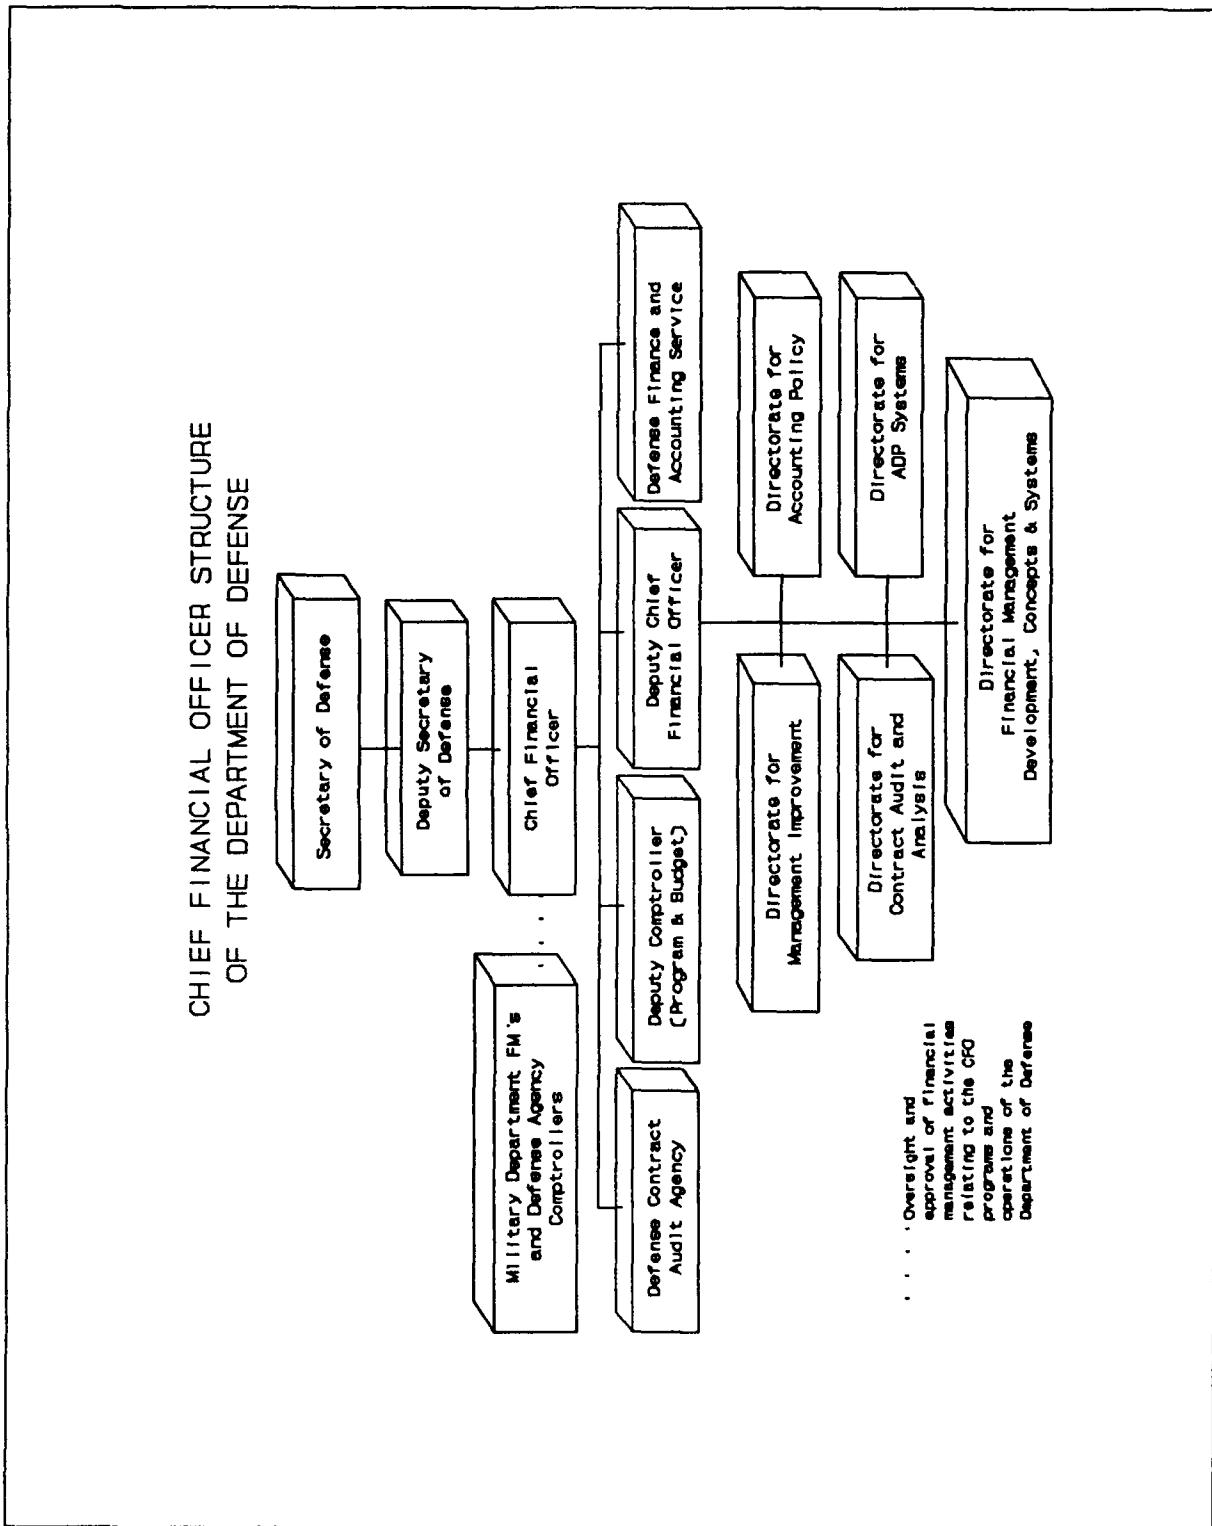 CHIEF FINANCIAL OFFICER STRUCTURE
OF THE DEPARTMENT OF DEFENSE
Secretary of Defense
Deputy Secretary
of Defense
Chief Financial
Officer
Military Department FM's
and Defense Agency
Comptrollers
. . . .
Defense Contract
Audit Agency
Deputy Comptroller
(Program & Budget)
Deputy Chief
Financial Officer
Defense Finance and
Accounting Service
Directorate for
Management Improvement
Directorate for
Accounting Policy
Directorate for
Contract Audit and
Analysis
Directorate for
ADP Systems
Directorate for
Financial Management
Development, Concepts & Systems
. . . . Oversight and
approval of financial
management activities
relating to the CFO
programs and
operations of the
Department of Defense